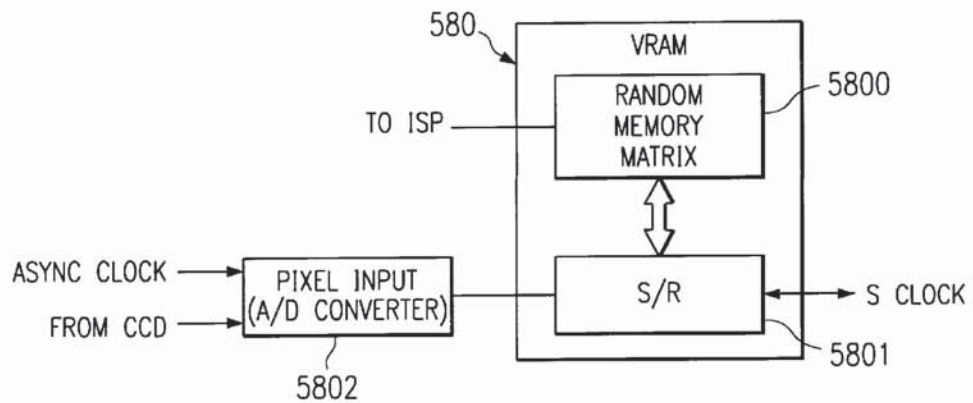 580
VRAM
5800
RANDOM
MEMORY
MATRIX
TO ISP
ASYNC CLOCK
FROM CCD
PIXEL INPUT
(A/D CONVERTER)
5802
S/R
S CLOCK
5801